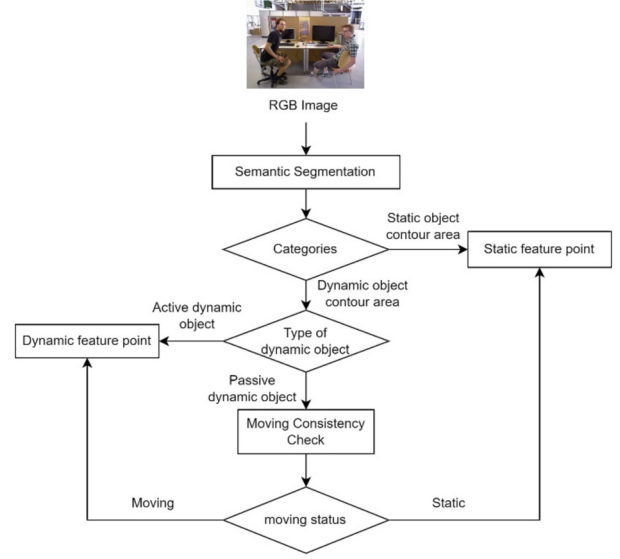 RGB Image
Semantic Segmentation
Static object
contour area
Categories
Static feature point
Dynamic object
contour area
Active dynamic
object
Type of
dynamic object
Dynamic feature point
Passive
dynamic object
Moving Consistency
Check
Moving
Static
moving status